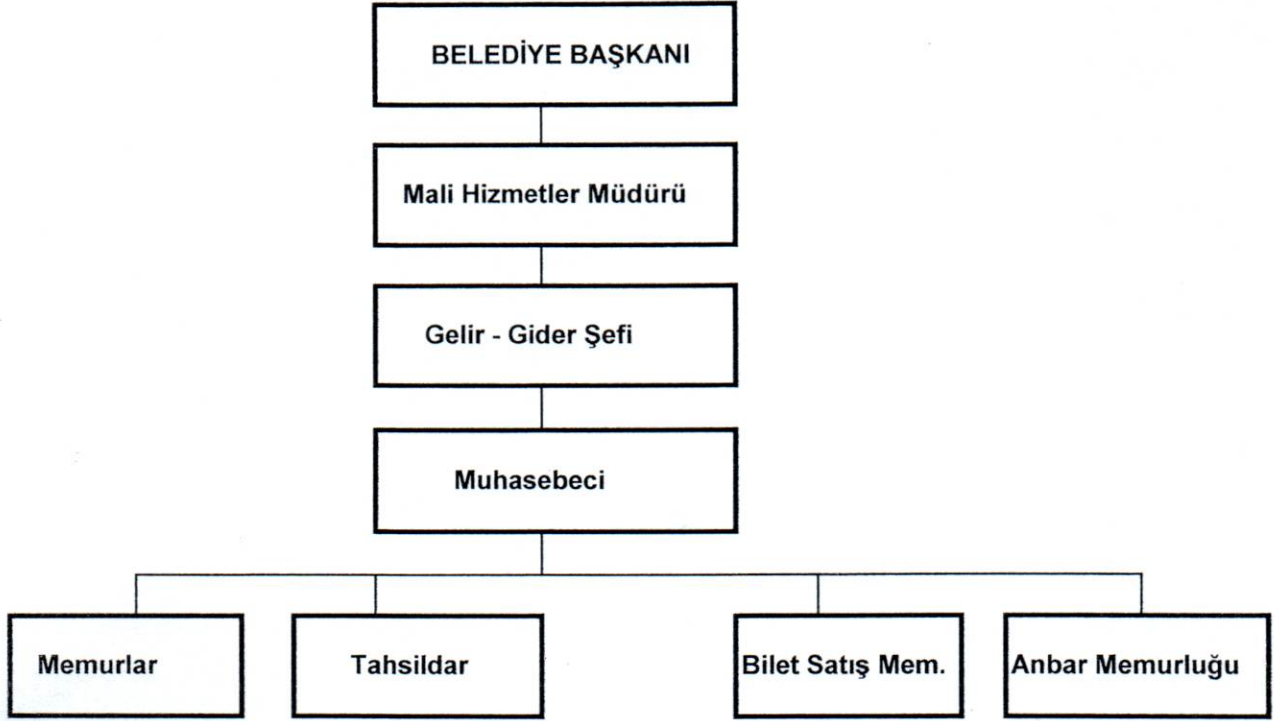 BELEDİYE BAŞKANI
Mali Hizmetler Müdürü
Gelir - Gider Şefi
Muhasebeci
Memurlar
Tahsildar
Bilet Satış Mem.
Anbar Memurluğu